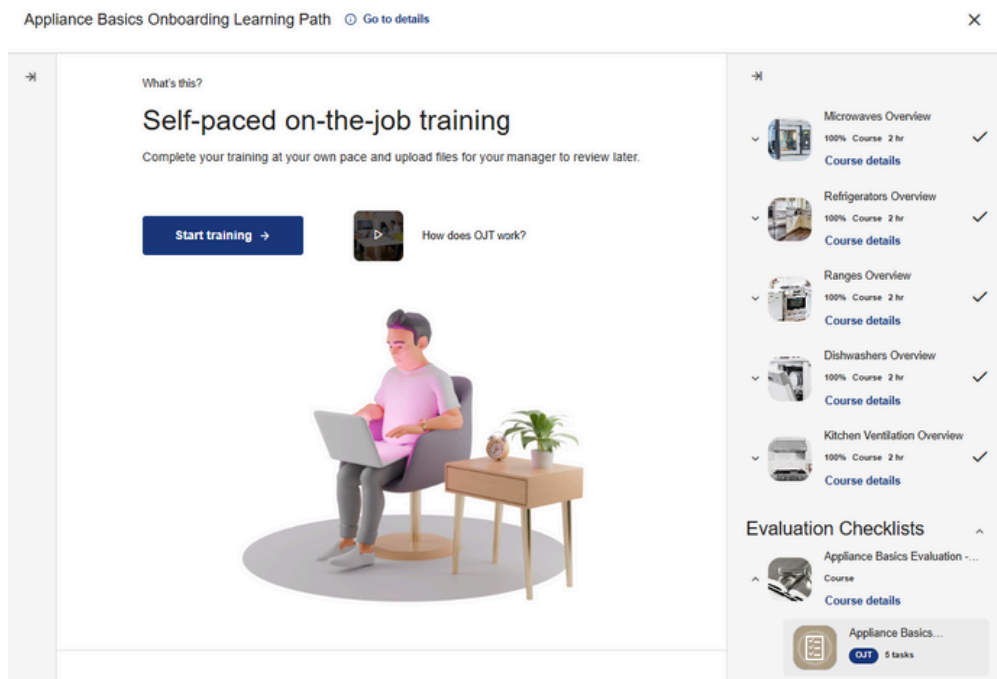 Appliance Basics Onboarding Learning Path Go to details
What's this?
Self-paced on-the-job training
Complete your training at your own pace and upload files for your manager to review later.
Start training →
How does OJT work?
Microwaves Overview
100% Course 2 hr
Course details
Refrigerators Overview
100% Course 2 hr
Course details
Ranges Overview
100% Course 2 hr
Course details
Dishwashers Overview
100% Course 2 hr
Course details
Kitchen Ventilation Overview
100% Course 2 hr
Course details
Evaluation Checklists
Appliance Basics Evaluation -...
Course
Course details
Appliance Basics...
OJT 5 tasks